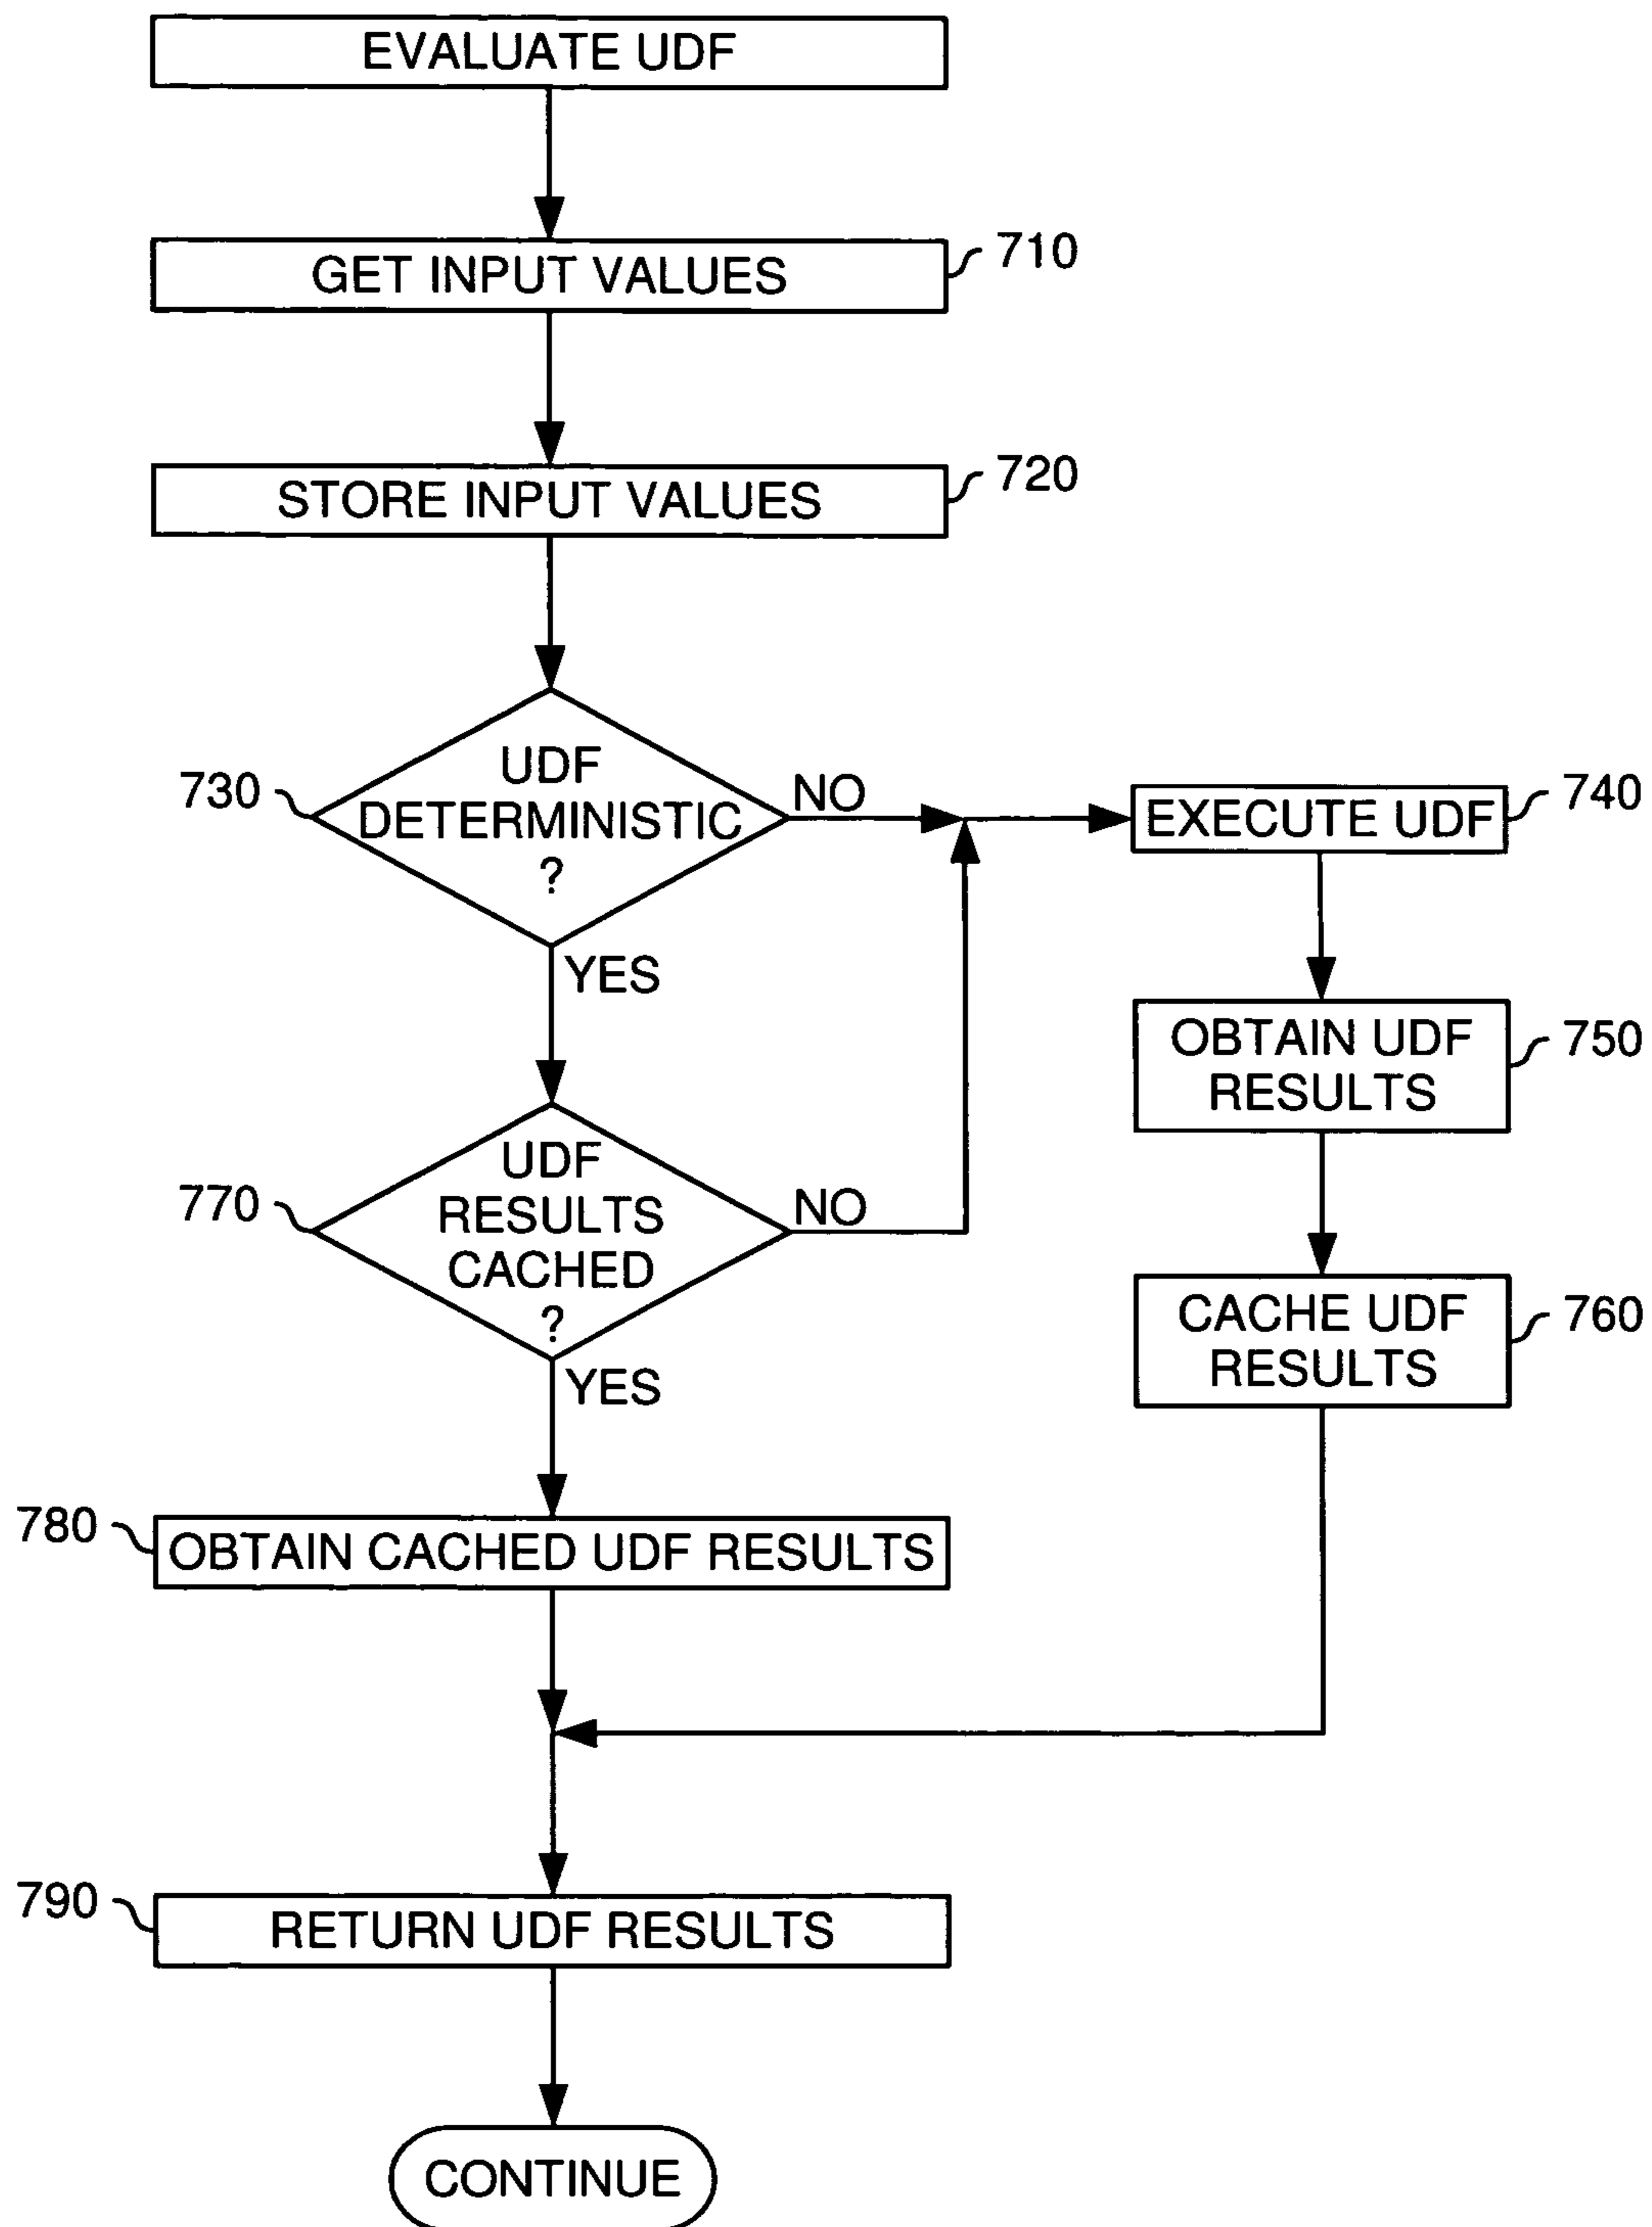 EVALUATE UDF
GET INPUT VALUES
710
STORE INPUT VALUES
720
730
UDF
DETERMINISTIC
?
NO
YES
EXECUTE UDF
740
OBTAIN UDF
RESULTS
750
770
UDF
RESULTS
CACHED
?
NO
YES
CACHE UDF
RESULTS
760
780
OBTAIN CACHED UDF RESULTS
790
RETURN UDF RESULTS
CONTINUE